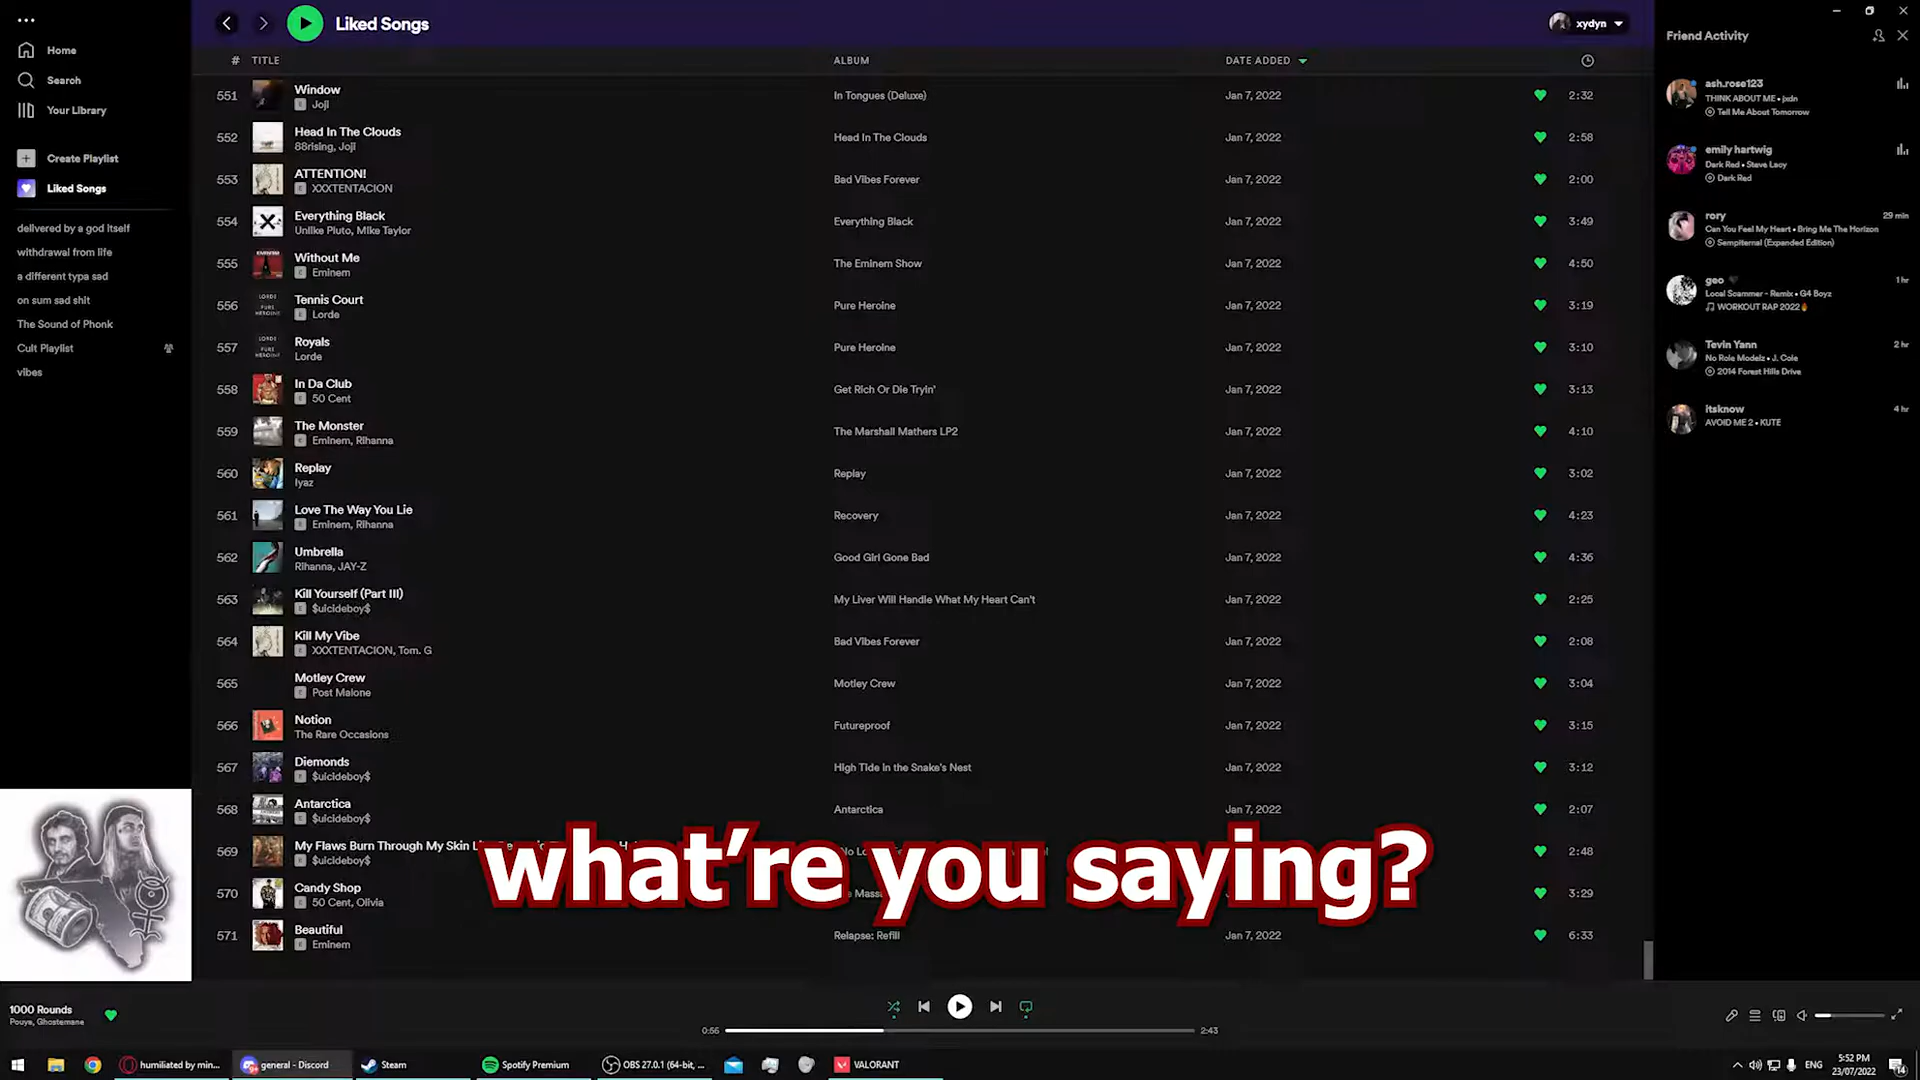 Home
Search
Your Library
Create Playlist
Liked Songs
delivered by a god itself
withdrawal from life
a different typa sad
on sum sad shit
The Sound of Phonk
Cult Playlist
vibes
Liked Songs
xydyn
# TITLE ALBUM DATE ADDED
551 Window In Tongues (Deluxe) Jan 7, 2022 2:32
E Joji
552 Head In The Clouds Head In The Clouds Jan 7, 2022 2:58
88rising, Joji
553 ATTENTION! Bad Vibes Forever Jan 7, 2022 2:00
E XXXTENTACION
554 Everything Black Everything Black Jan 7, 2022 3:49
Unlike Pluto, Mike Taylor
555 Without Me The Eminem Show Jan 7, 2022 4:50
E Eminem
556 Tennis Court Pure Heroine Jan 7, 2022 3:19
E Lorde
557 Royals Pure Heroine Jan 7, 2022 3:10
Lorde
558 In Da Club Get Rich Or Die Tryin' Jan 7, 2022 3:13
E 50 Cent
559 The Monster The Marshall Mathers LP2 Jan 7, 2022 4:10
E Eminem, Rihanna
560 Replay Replay Jan 7, 2022 3:02
Iyaz
561 Love The Way You Lie Recovery Jan 7, 2022 4:23
E Eminem, Rihanna
562 Umbrella Good Girl Gone Bad Jan 7, 2022 4:36
Rihanna, JAY-Z
563 Kill Yourself (Part III) My Liver Will Handle What My Heart Can't Jan 7, 2022 2:25
E $uicideboy$
564 Kill My Vibe Bad Vibes Forever Jan 7, 2022 2:08
E XXXTENTACION, Tom. G
565 Motley Crew Motley Crew Jan 7, 2022 3:04
E Post Malone
566 Notion Futureproof Jan 7, 2022 3:15
The Rare Occasions
567 Diemonds High Tide in the Snake's Nest Jan 7, 2022 3:12
E $uicideboy$
568 Antarctica Antarctica Jan 7, 2022 2:07
E $uicideboy$
569 My Flaws Burn Through My Skin Jan 7, 2022 2:48
E $uicideboy$
570 Candy Shop Jan 7, 2022 3:29
E 50 Cent, Olivia
571 Beautiful Relapse: Refill Jan 7, 2022 6:33
E Eminem
what're you saying?
Friend Activity
ash.rose123
THINK ABOUT ME • jxdn
Tell Me About Tomorrow
emily hartwig
Dark Red • Steve Lacy
Dark Red
rory 29 min
Can You Feel My Heart • Bring Me The Horizon
Sempiternal (Expanded Edition)
geo 1 hr
Local Scammer - Remix • G4 Boyz
WORKOUT RAP 2022
Tevin Yann 2 hr
No Role Modelz • J. Cole
2014 Forest Hills Drive
itsknow 4 hr
AVOID ME 2 • KUTE
1000 Rounds
Pouya, Ghostemane
0:56 2:43
humiliated by min...
general - Discord
Steam
Spotify Premium
OBS 27.0.1 (64-bit, ...
VALORANT
ENG
5:52 PM
23/07/2022
14